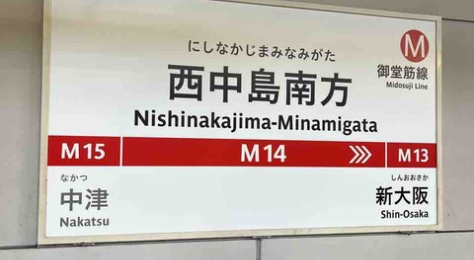 にしなかじまみなみがた
西中島南方
Nishinakajima-Minamigata
M
御堂筋線
Midosuji Line
M15
M14
M13
なかつ
中津
Nakatsu
しんおおさか
新大阪
Shin-Osaka